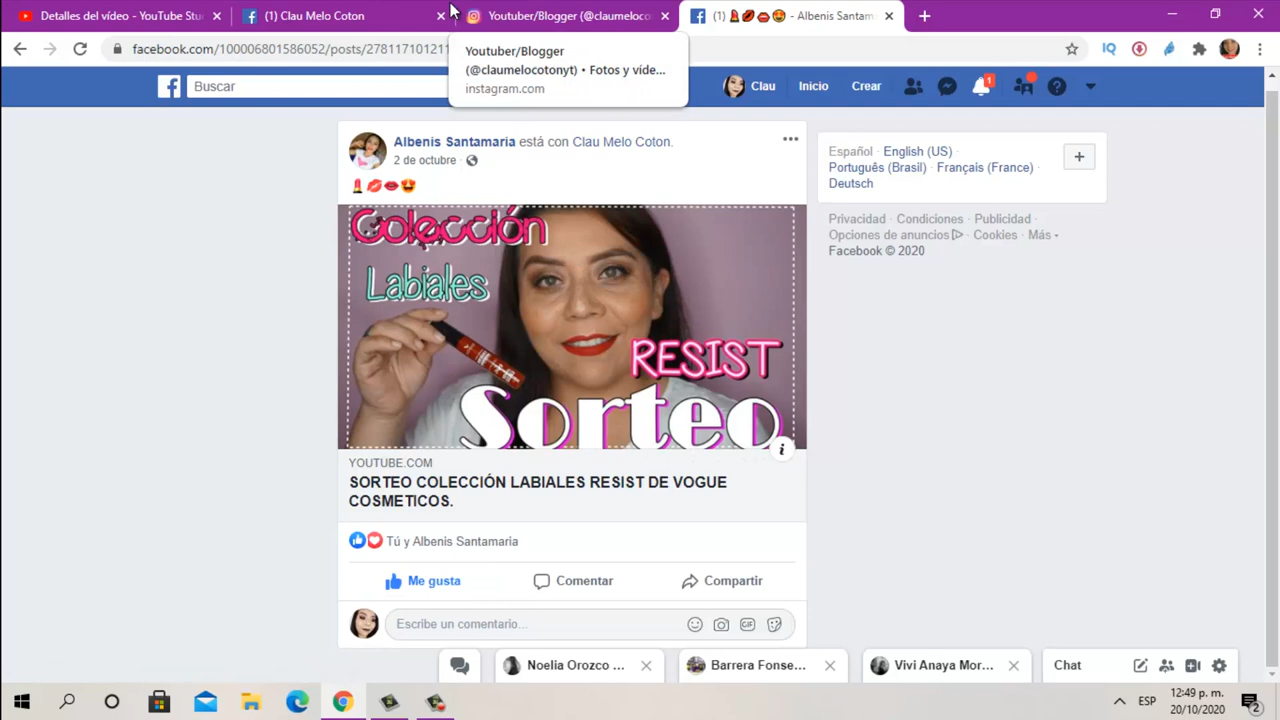 Detalles del vídeo - YouTube Stu
(1) Clau Melo Coton
Youtuber/Blogger (@claumeloco
(1) 💄💋👄😍 - Albenis Santam
facebook.com/100006801586052/posts/278117101211
Youtuber/Blogger
(@claumelocotonyt) • Fotos y víde...
instagram.com
Buscar
Clau
Inicio
Crear
1
Albenis Santamaria está con Clau Melo Coton.
2 de octubre ·
💄💋👄😍
Colección
Labiales
RESIST
Sorteo
YOUTUBE.COM
SORTEO COLECCIÓN LABIALES RESIST DE VOGUE
COSMETICOS.
Tú y Albenis Santamaria
Me gusta
Comentar
Compartir
Escribe un comentario...
GIF
Español · English (US) ·
Português (Brasil) · Français (France) ·
Deutsch
Privacidad · Condiciones · Publicidad ·
Opciones de anuncios · Cookies · Más
Facebook © 2020
Noelia Orozco ...
Barrera Fonse...
Vivi Anaya Mor...
Chat
ESP
12:49 p. m.
20/10/2020
2